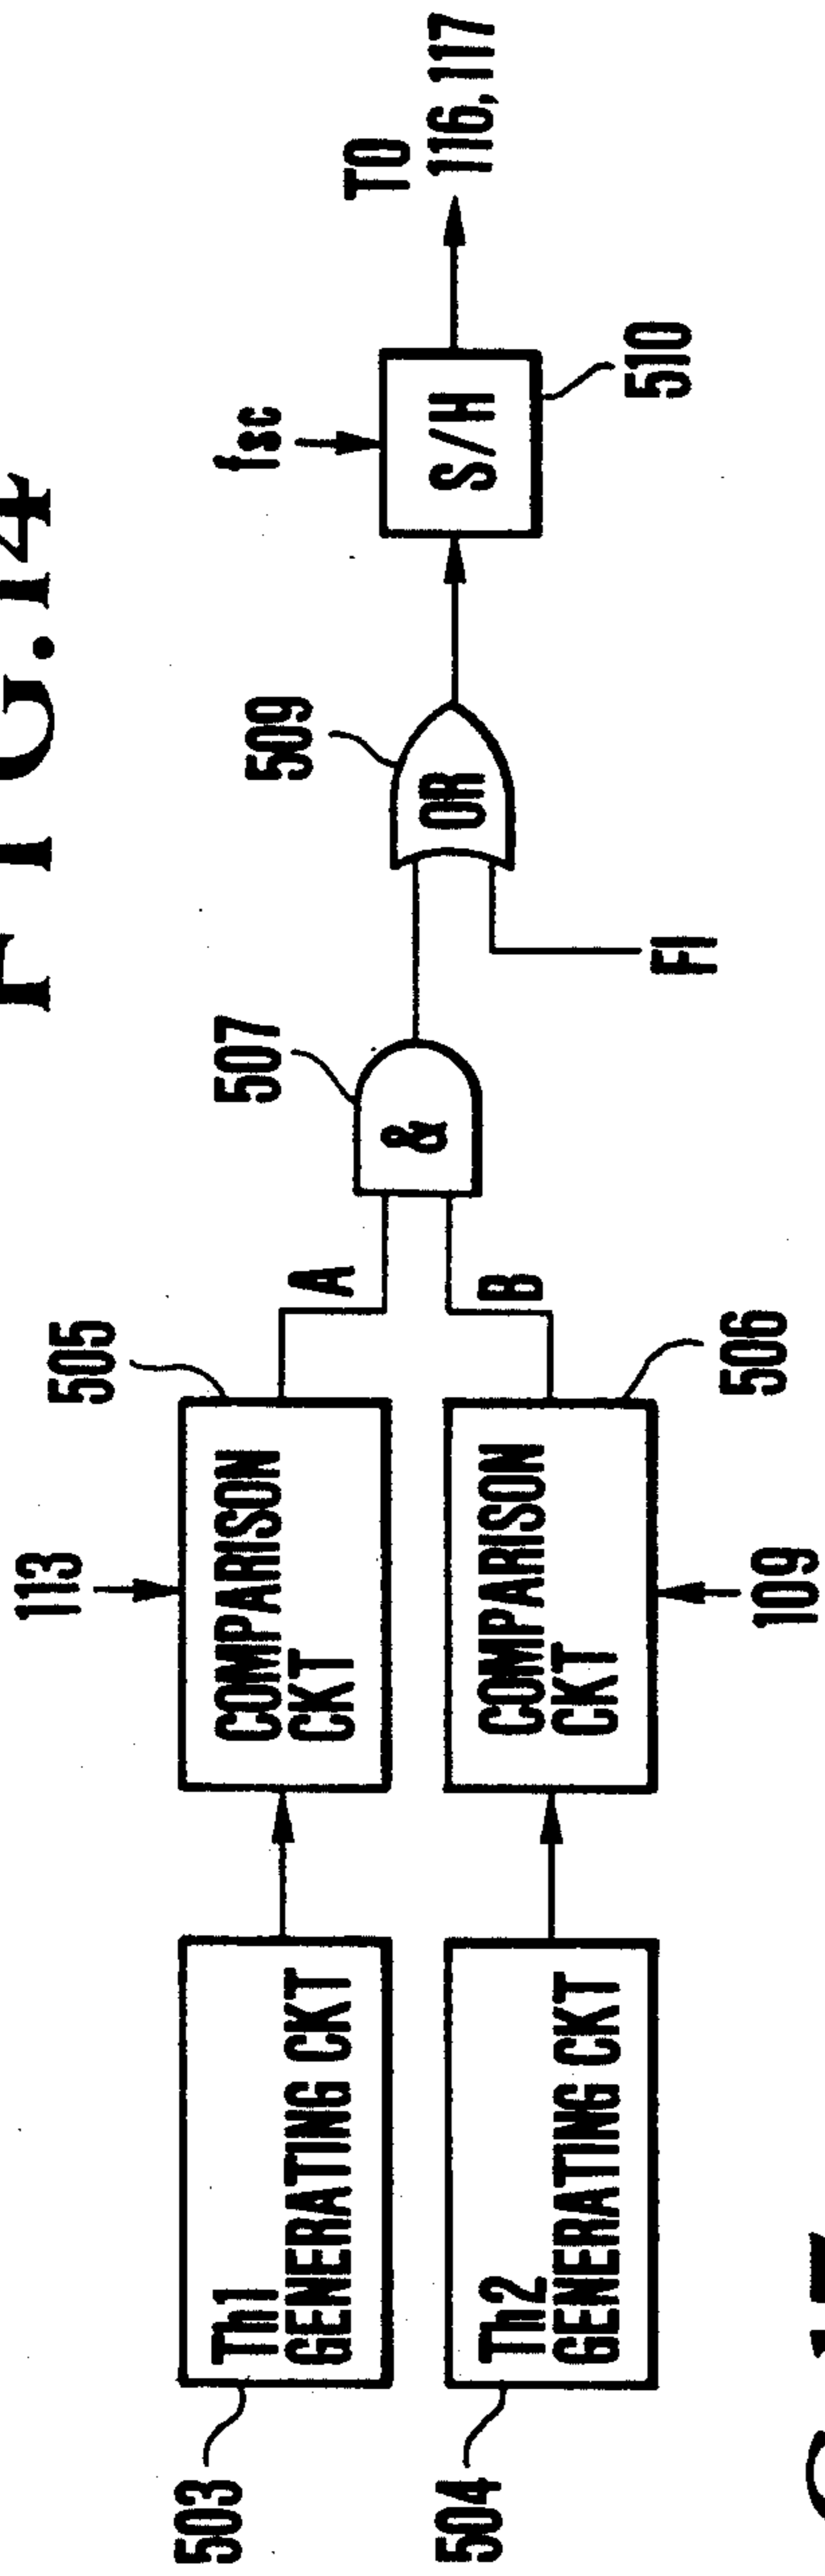 FIG.14
503
Th1
GENERATING CKT
113
COMPARISON
CKT
505
A
504
Th2
GENERATING CKT
109
COMPARISON
CKT
506
B
507
&
FI
509
OR
fsc
S/H
510
TO
116,117